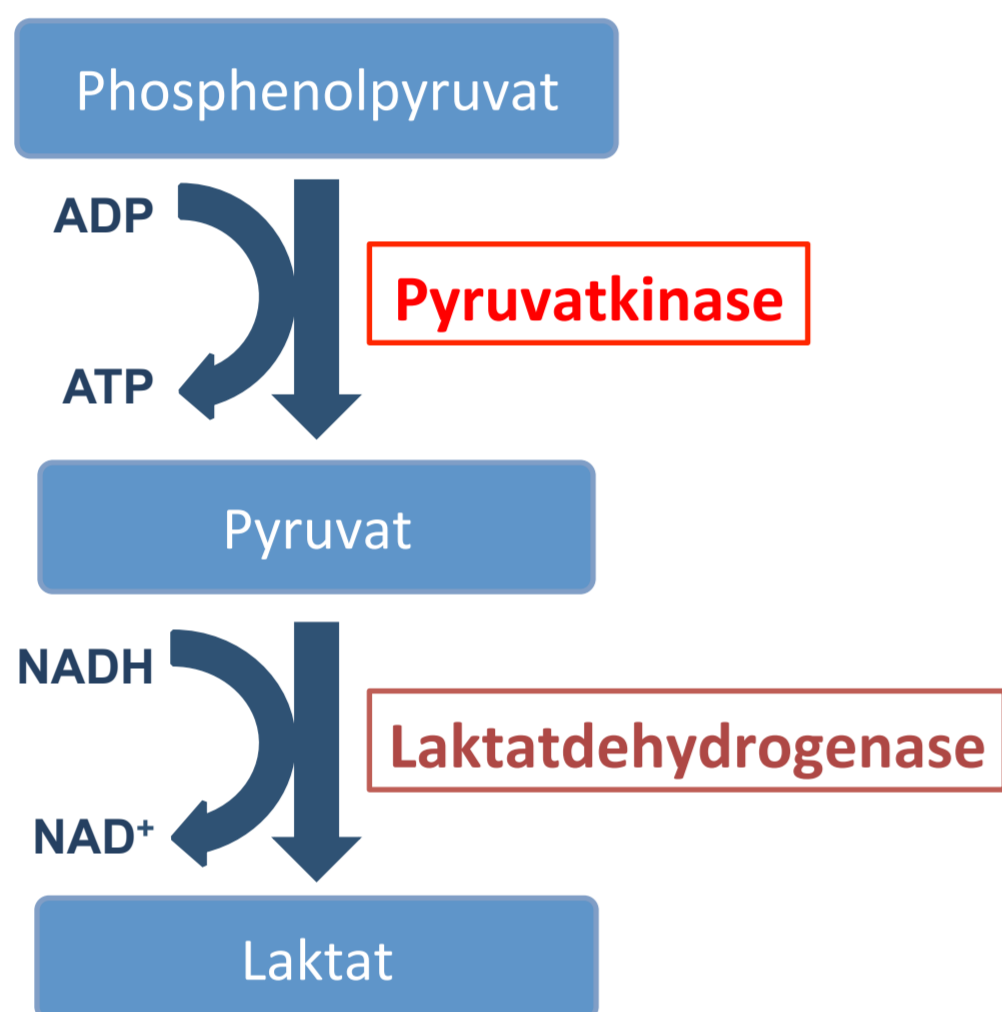 Phosphenolpyruvat
ADP
Pyruvatkinase
ATP
Pyruvat
NADH
Laktatdehydrogenase
NAD⁺
Laktat